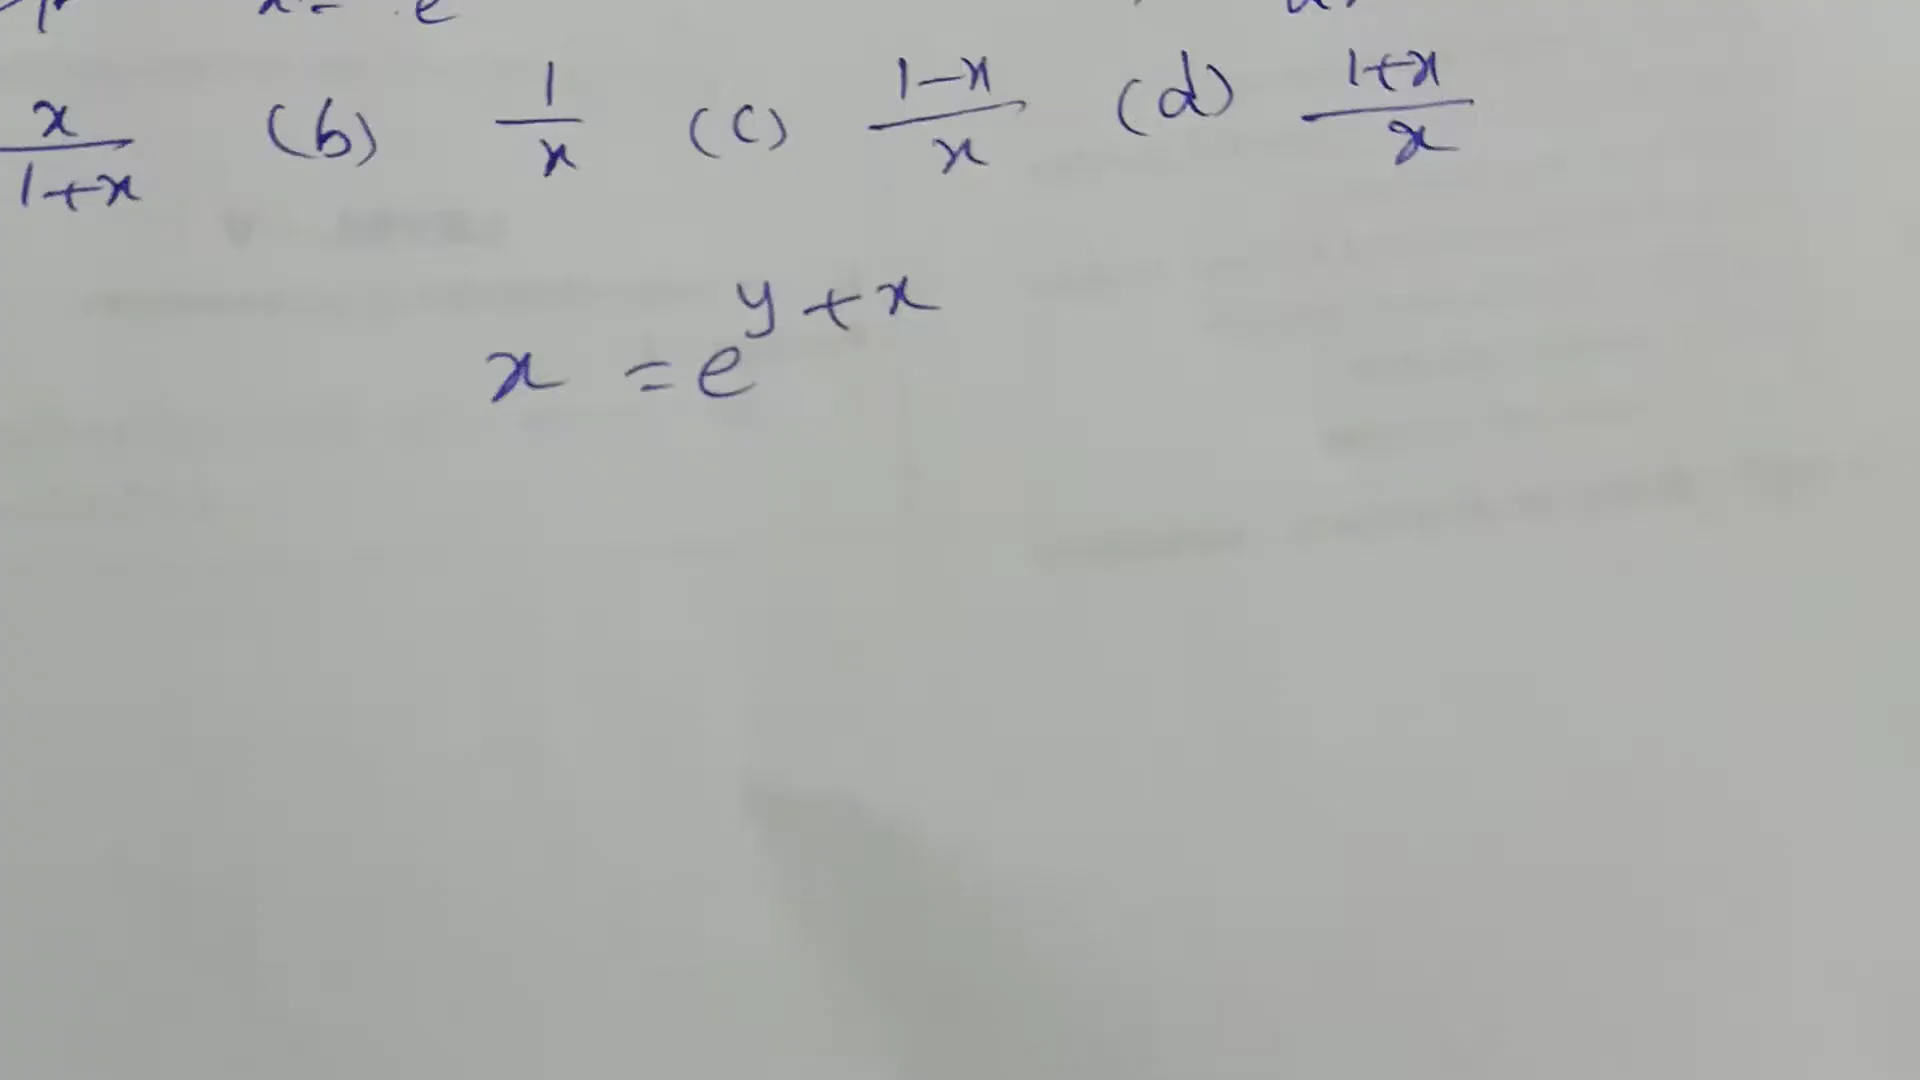 x = e
x/(1+x) (b) 1/x (c) (1-x)/x (d) (1+x)/x
x = e^(y+x)